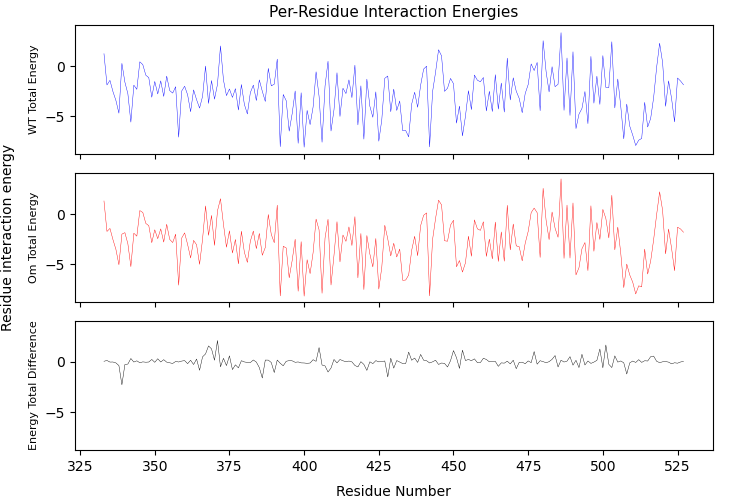 Per-Residue Interaction Energies
Residue interaction energy
WT Total Energy
0
−5
Om Total Energy
0
−5
Energy Total Difference
0
−5
325 350 375 400 425 450 475 500 525
Residue Number